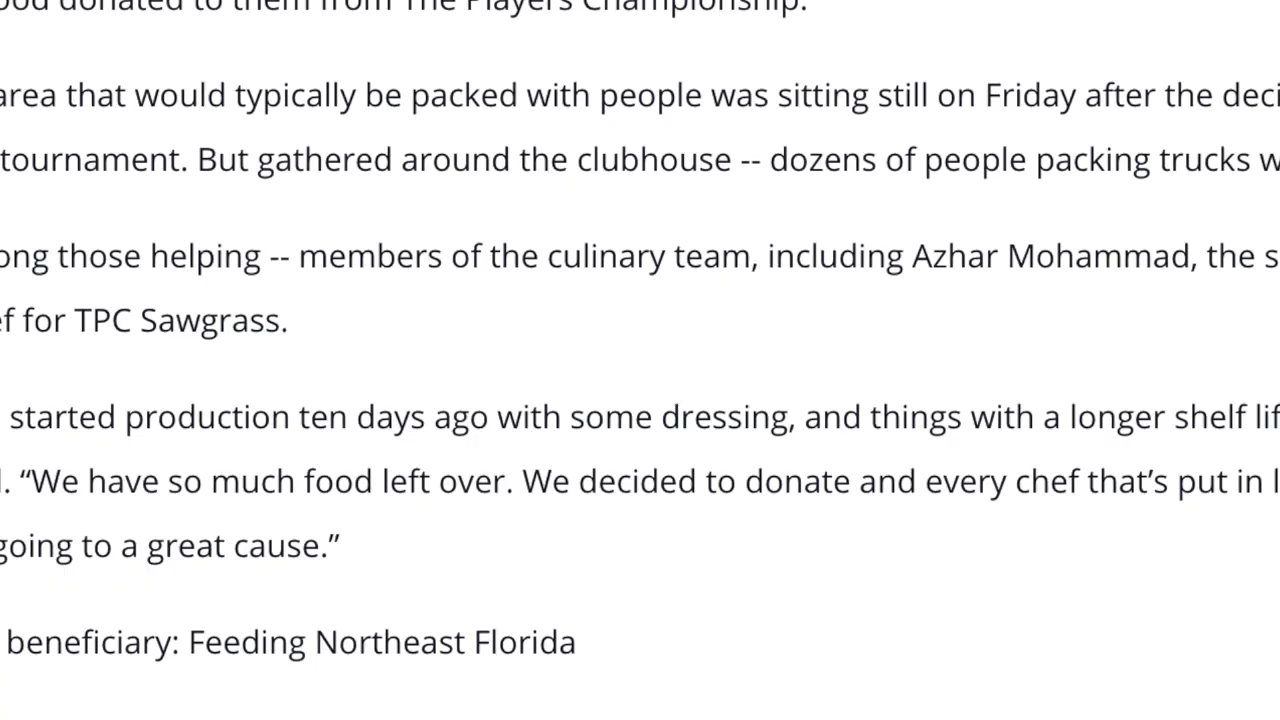 donated to them from The Players Championship.
area that would typically be packed with people was sitting still on Friday after the
tournament. But gathered around the clubhouse -- dozens of people packing trucks
those helping -- members of the culinary team, including Azhar Mohammad, the
for TPC Sawgrass.
started production ten days ago with some dressing, and things with a longer shelf
“We have so much food left over. We decided to donate and every chef that’s put in
going to a great cause.”
beneficiary: Feeding Northeast Florida